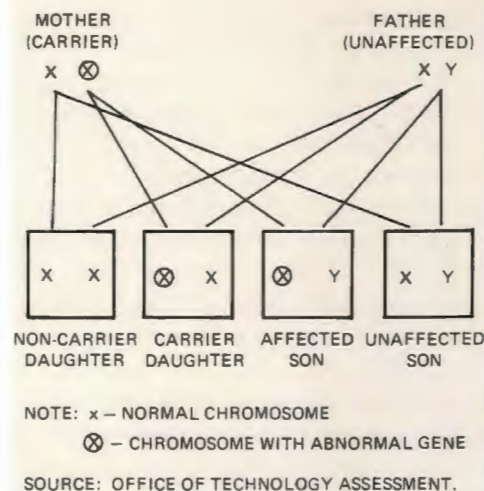 MOTHER FATHER
(CARRIER) (UNAFFECTED)
X Ⓧ X Y
X X Ⓧ X Ⓧ Y X Y
NON-CARRIER CARRIER AFFECTED UNAFFECTED
DAUGHTER DAUGHTER SON SON
NOTE: x – NORMAL CHROMOSOME
Ⓧ – CHROMOSOME WITH ABNORMAL GENE
SOURCE: OFFICE OF TECHNOLOGY ASSESSMENT.